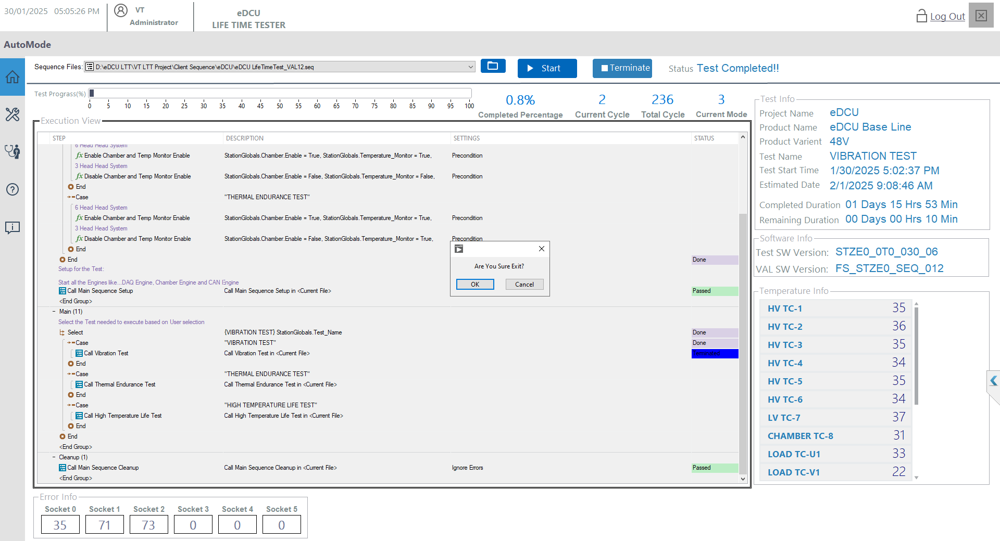 30/01/2025 05:05:26 PM
VT
Administrator
eDCU
LIFE TIME TESTER
Log Out
AutoMode
Sequence Files: D:\eDCU LTT\VT LTT Project\Client Sequence\eDCU\eDCU LifeTimeTest_VAL12.seq
Start
Terminate
Status Test Completed!!
Test Prograss(%)
0 5 10 15 20 25 30 35 40 45 50 55 60 65 70 75 80 85 90 95 100
0.8%
Completed Percentage
2
Current Cycle
236
Total Cycle
3
Current Mode
Execution View
STEP DESCRIPTION SETTINGS STATUS
6 Head Head System
fx Enable Chamber and Temp Monitor Enable StationGlobals.Chamber.Enable = True, StationGlobals.Temperature_Monitor = True, Precondition
3 Head Head System
fx Disable Chamber and Temp Monitor Enable StationGlobals.Chamber.Enable = False, StationGlobals.Temperature_Monitor = False, Precondition
End
Case "THERMAL ENDURANCE TEST"
6 Head Head System
fx Enable Chamber and Temp Monitor Enable StationGlobals.Chamber.Enable = True, StationGlobals.Temperature_Monitor = True, Precondition
3 Head Head System
fx Disable Chamber and Temp Monitor Enable StationGlobals.Chamber.Enable = False, StationGlobals.Temperature_Monitor = True, Precondition
End
End Done
Setup for the Test:
Start all the Engines like...DAQ Engine, Chamber Engine and CAN Engine
Call Main Sequence Setup Call Main Sequence Setup in <Current File> Passed
<End Group>
- Main (11)
Select the Test needed to execute based on User selection
Select {VIBRATION TEST} StationGlobals.Test_Name Done
Case "VIBRATION TEST" Done
Call Vibration Test Call Vibration Test in <Current File> Terminated
End
Case "THERMAL ENDURANCE TEST"
Call Thermal Endurance Test Call Thermal Endurance Test in <Current File>
End
Case "HIGH TEMPERATURE LIFE TEST"
Call High Temperature Life Test Call High Temperature Life Test in <Current File>
End
End
<End Group>
- Cleanup (1)
Call Main Sequence Cleanup Call Main Sequence Cleanup in <Current File> Ignore Errors Passed
<End Group>
Are You Sure Exit?
OK Cancel
Test Info
Project Name eDCU
Product Name eDCU Base Line
Product Varient 48V
Test Name VIBRATION TEST
Test Start Time 1/30/2025 5:02:37 PM
Estimated Date 2/1/2025 9:08:46 AM
Completed Duration 01 Days 15 Hrs 53 Min
Remaining Duration 00 Days 00 Hrs 10 Min
Software Info
Test SW Version: STZE0_0T0_030_06
VAL SW Version: FS_STZE0_SEQ_012
Temperature Info
HV TC-1 35
HV TC-2 36
HV TC-3 35
HV TC-4 34
HV TC-5 35
HV TC-6 34
LV TC-7 37
CHAMBER TC-8 31
LOAD TC-U1 33
LOAD TC-V1 22
Error Info
Socket 0 Socket 1 Socket 2 Socket 3 Socket 4 Socket 5
35 71 73 0 0 0